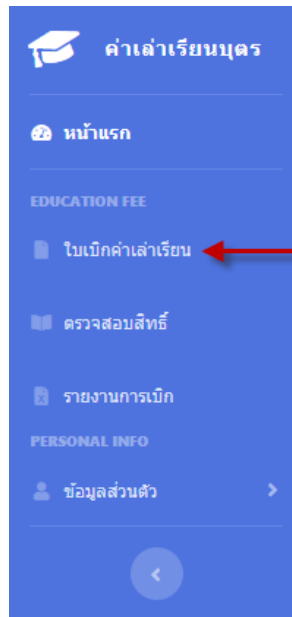 ค่าเล่าเรียนบุตร
หน้าแรก
EDUCATION FEE
ใบเบิกค่าเล่าเรียน
ตรวจสอบสิทธิ์
รายงานการเบิก
PERSONAL INFO
ข้อมูลส่วนตัว